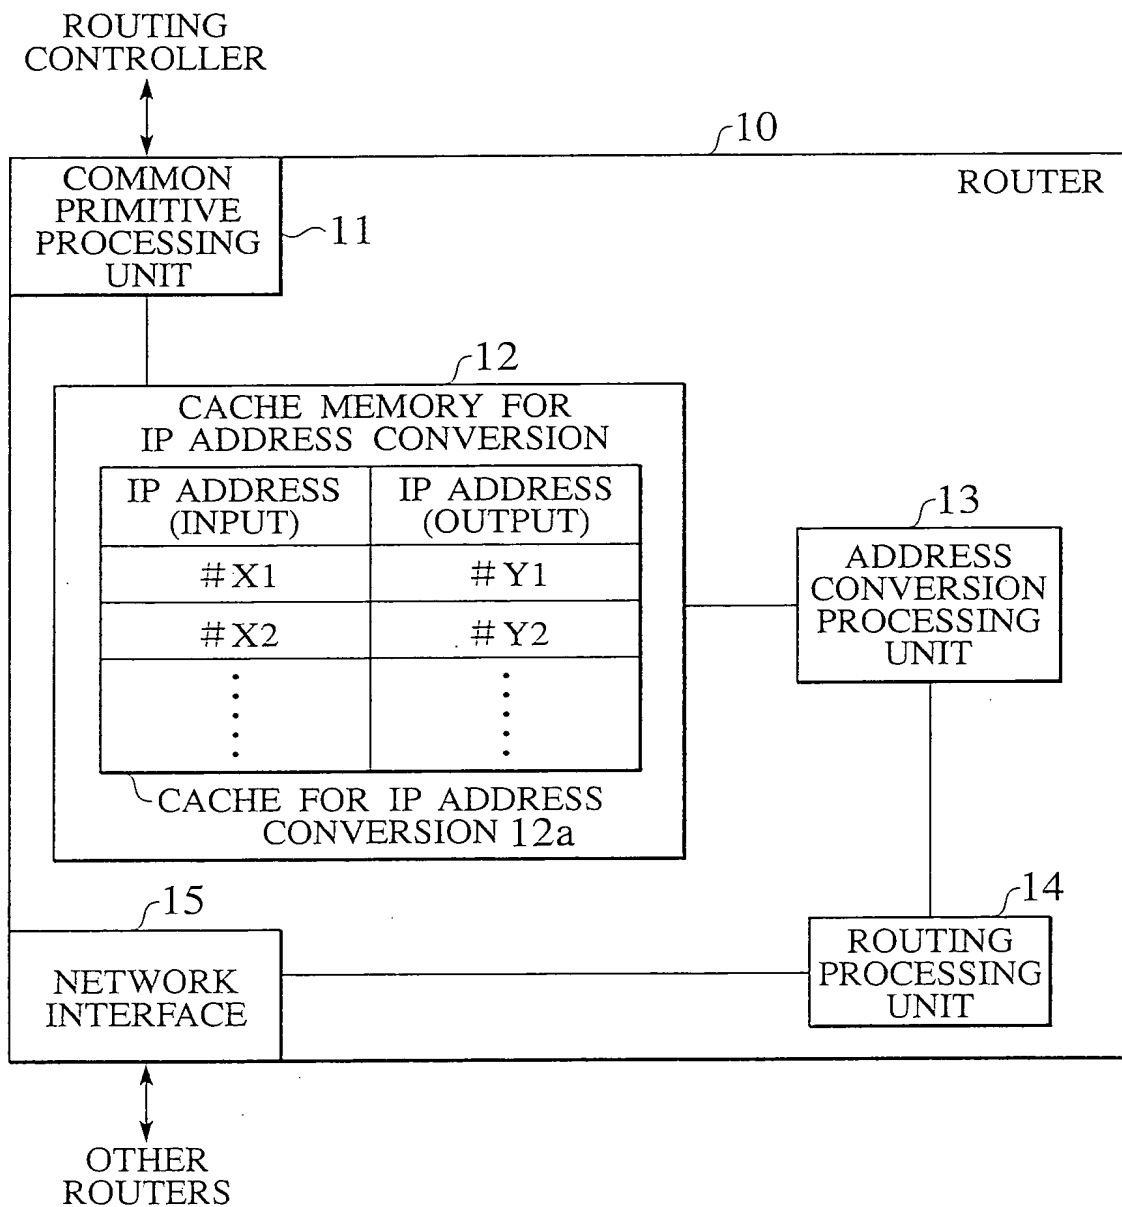 ROUTING
CONTROLLER
10
COMMON
PRIMITIVE
PROCESSING
UNIT
ROUTER
11
12
CACHE MEMORY FOR
IP ADDRESS CONVERSION
IP ADDRESS
(INPUT)
IP ADDRESS
(OUTPUT)
#X1
#Y1
#X2
#Y2
CACHE FOR IP ADDRESS
CONVERSION 12a
13
ADDRESS
CONVERSION
PROCESSING
UNIT
14
ROUTING
PROCESSING
UNIT
15
NETWORK
INTERFACE
OTHER
ROUTERS